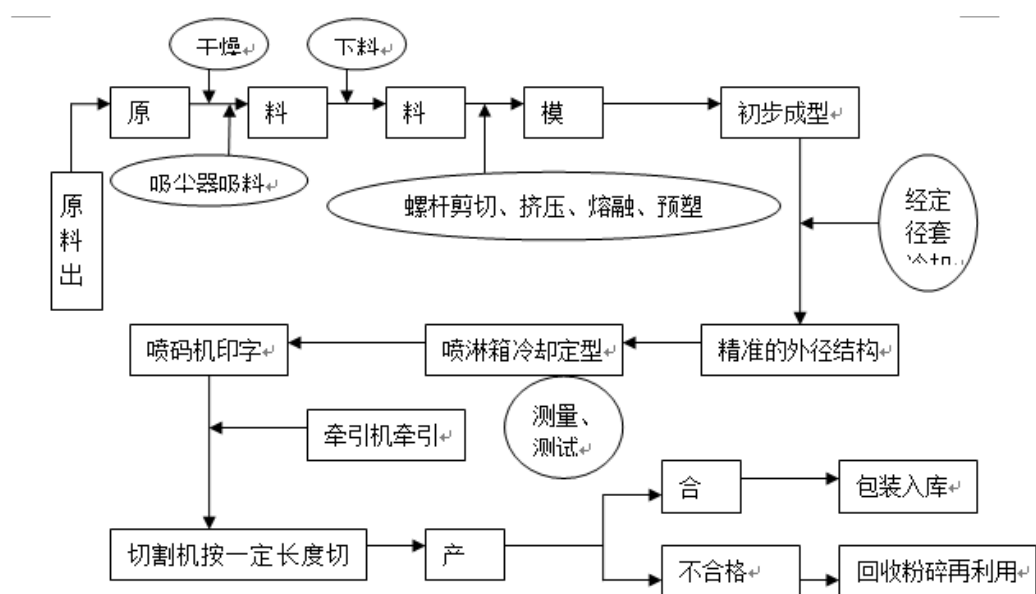 干燥
下料
原
料
料
模
初步成型
吸尘器吸料
螺杆剪切、挤压、熔融、预塑
原
料
出
经定
径套
冷却
喷码机印字
喷淋箱冷却定型
精准的外径结构
测量、
测试
牵引机牵引
合
包装入库
切割机按一定长度切
产
不合格
回收粉碎再利用